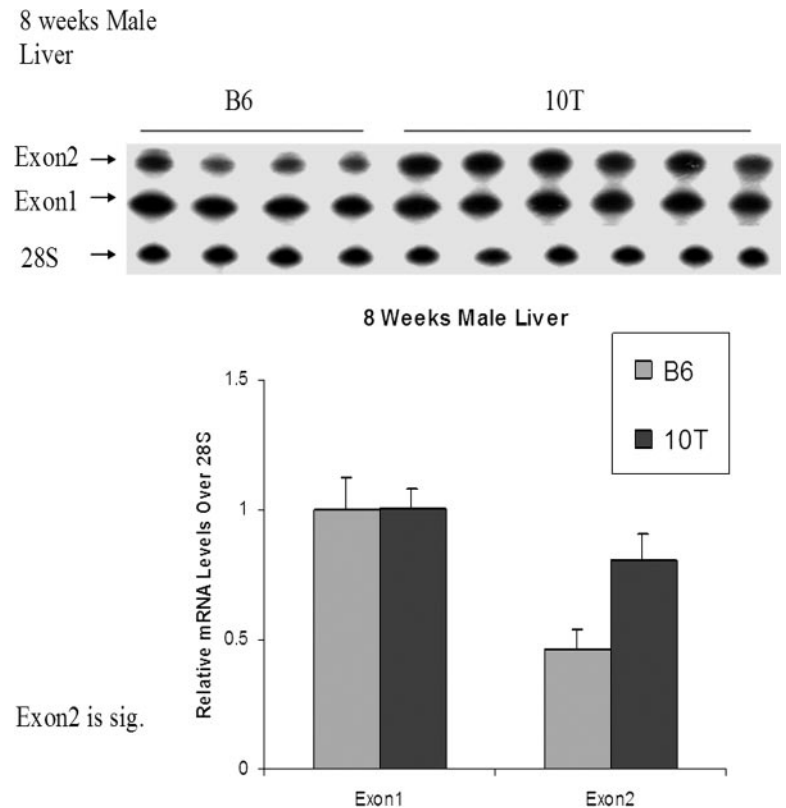 8 weeks Male
Liver
B6
10T
Exon2 →
Exon1 →
28S →
8 Weeks Male Liver
B6
10T
Relative mRNA Levels Over 28S
1.5
1
0.5
0
Exon1
Exon2
Exon2 is sig.